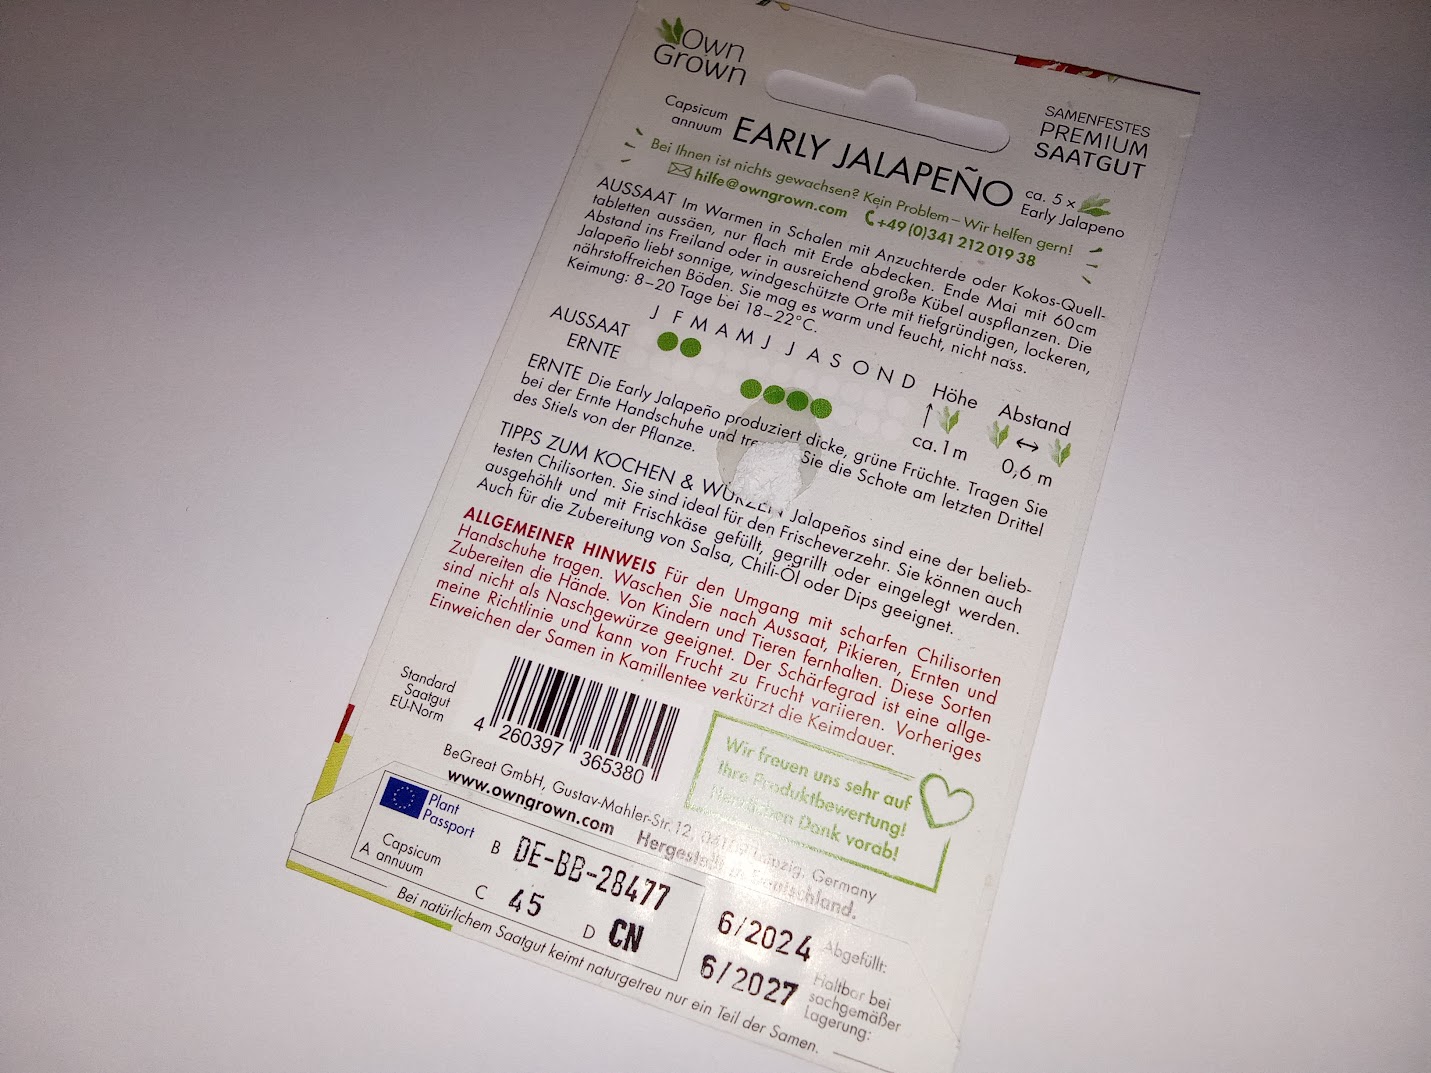 Own
Grown
SAMENFESTES
PREMIUM
SAATGUT
Capsicum
annuum
EARLY JALAPEÑO
ca. 5 x
Early Jalapeno
Bei Ihnen ist nichts gewachsen? Kein Problem – Wir helfen gern!
hilfe@owngrown.com +49 (0)341 212 019 38
AUSSAAT Im Warmen in Schalen mit Anzuchterde oder Kokos-Quell-
tabletten aussäen, nur flach mit Erde abdecken. Ende Mai mit 60cm
Abstand ins Freiland oder in ausreichend große Kübel auspflanzen. Die
Jalapeño liebt sonnige, windgeschützte Orte mit tiefgründigen, lockeren,
nährstoffreichen Böden. Sie mag es warm und feucht, nicht nass.
Keimung: 8–20 Tage bei 18–22°C.
J F M A M J J A S O N D
AUSSAAT
ERNTE
Höhe
ca. 1 m
Abstand
0,6 m
ERNTE Die Early Jalapeño produziert dicke, grüne Früchte. Tragen Sie
bei der Ernte Handschuhe und Sie die Schote am letzten Drittel
des Stiels von der Pflanze.
TIPPS ZUM KOCHEN & WÜRZEN Jalapeños sind eine der belieb-
testen Chilisorten. Sie sind ideal für den Frischeverzehr. Sie können auch
ausgehöhlt und mit Frischkäse gefüllt, gegrillt oder eingelegt werden.
Auch für die Zubereitung von Salsa, Chili-Öl oder Dips geeignet.
ALLGEMEINER HINWEIS Für den Umgang mit scharfen Chilisorten
Handschuhe tragen. Waschen Sie nach Aussaat, Pikieren, Ernten und
Zubereiten die Hände. Von Kindern und Tieren fernhalten. Diese Sorten
sind nicht als Naschgewürze geeignet. Der Schärfegrad ist eine allge-
meine Richtlinie und kann von Frucht zu Frucht variieren. Vorheriges
Einweichen der Samen in Kamillentee verkürzt die Keimdauer.
Standard
Saatgut
EU-Norm
4 260397 365380
Wir freuen uns sehr auf
Ihre Produktbewertung!
Herzlichen Dank vorab!
BeGreat GmbH, Gustav-Mahler-Str. 12, Leipzig, Germany
www.owngrown.com Hergestellt in Deutschland.
Plant
Passport
B DE-BB-28477
A Capsicum
annuum
C 45
D CN
6/2024 Abgefüllt:
6/2027 Haltbar bei
sachgemäßer
Lagerung:
Bei natürlichem Saatgut keimt naturgetreu nur ein Teil der Samen.